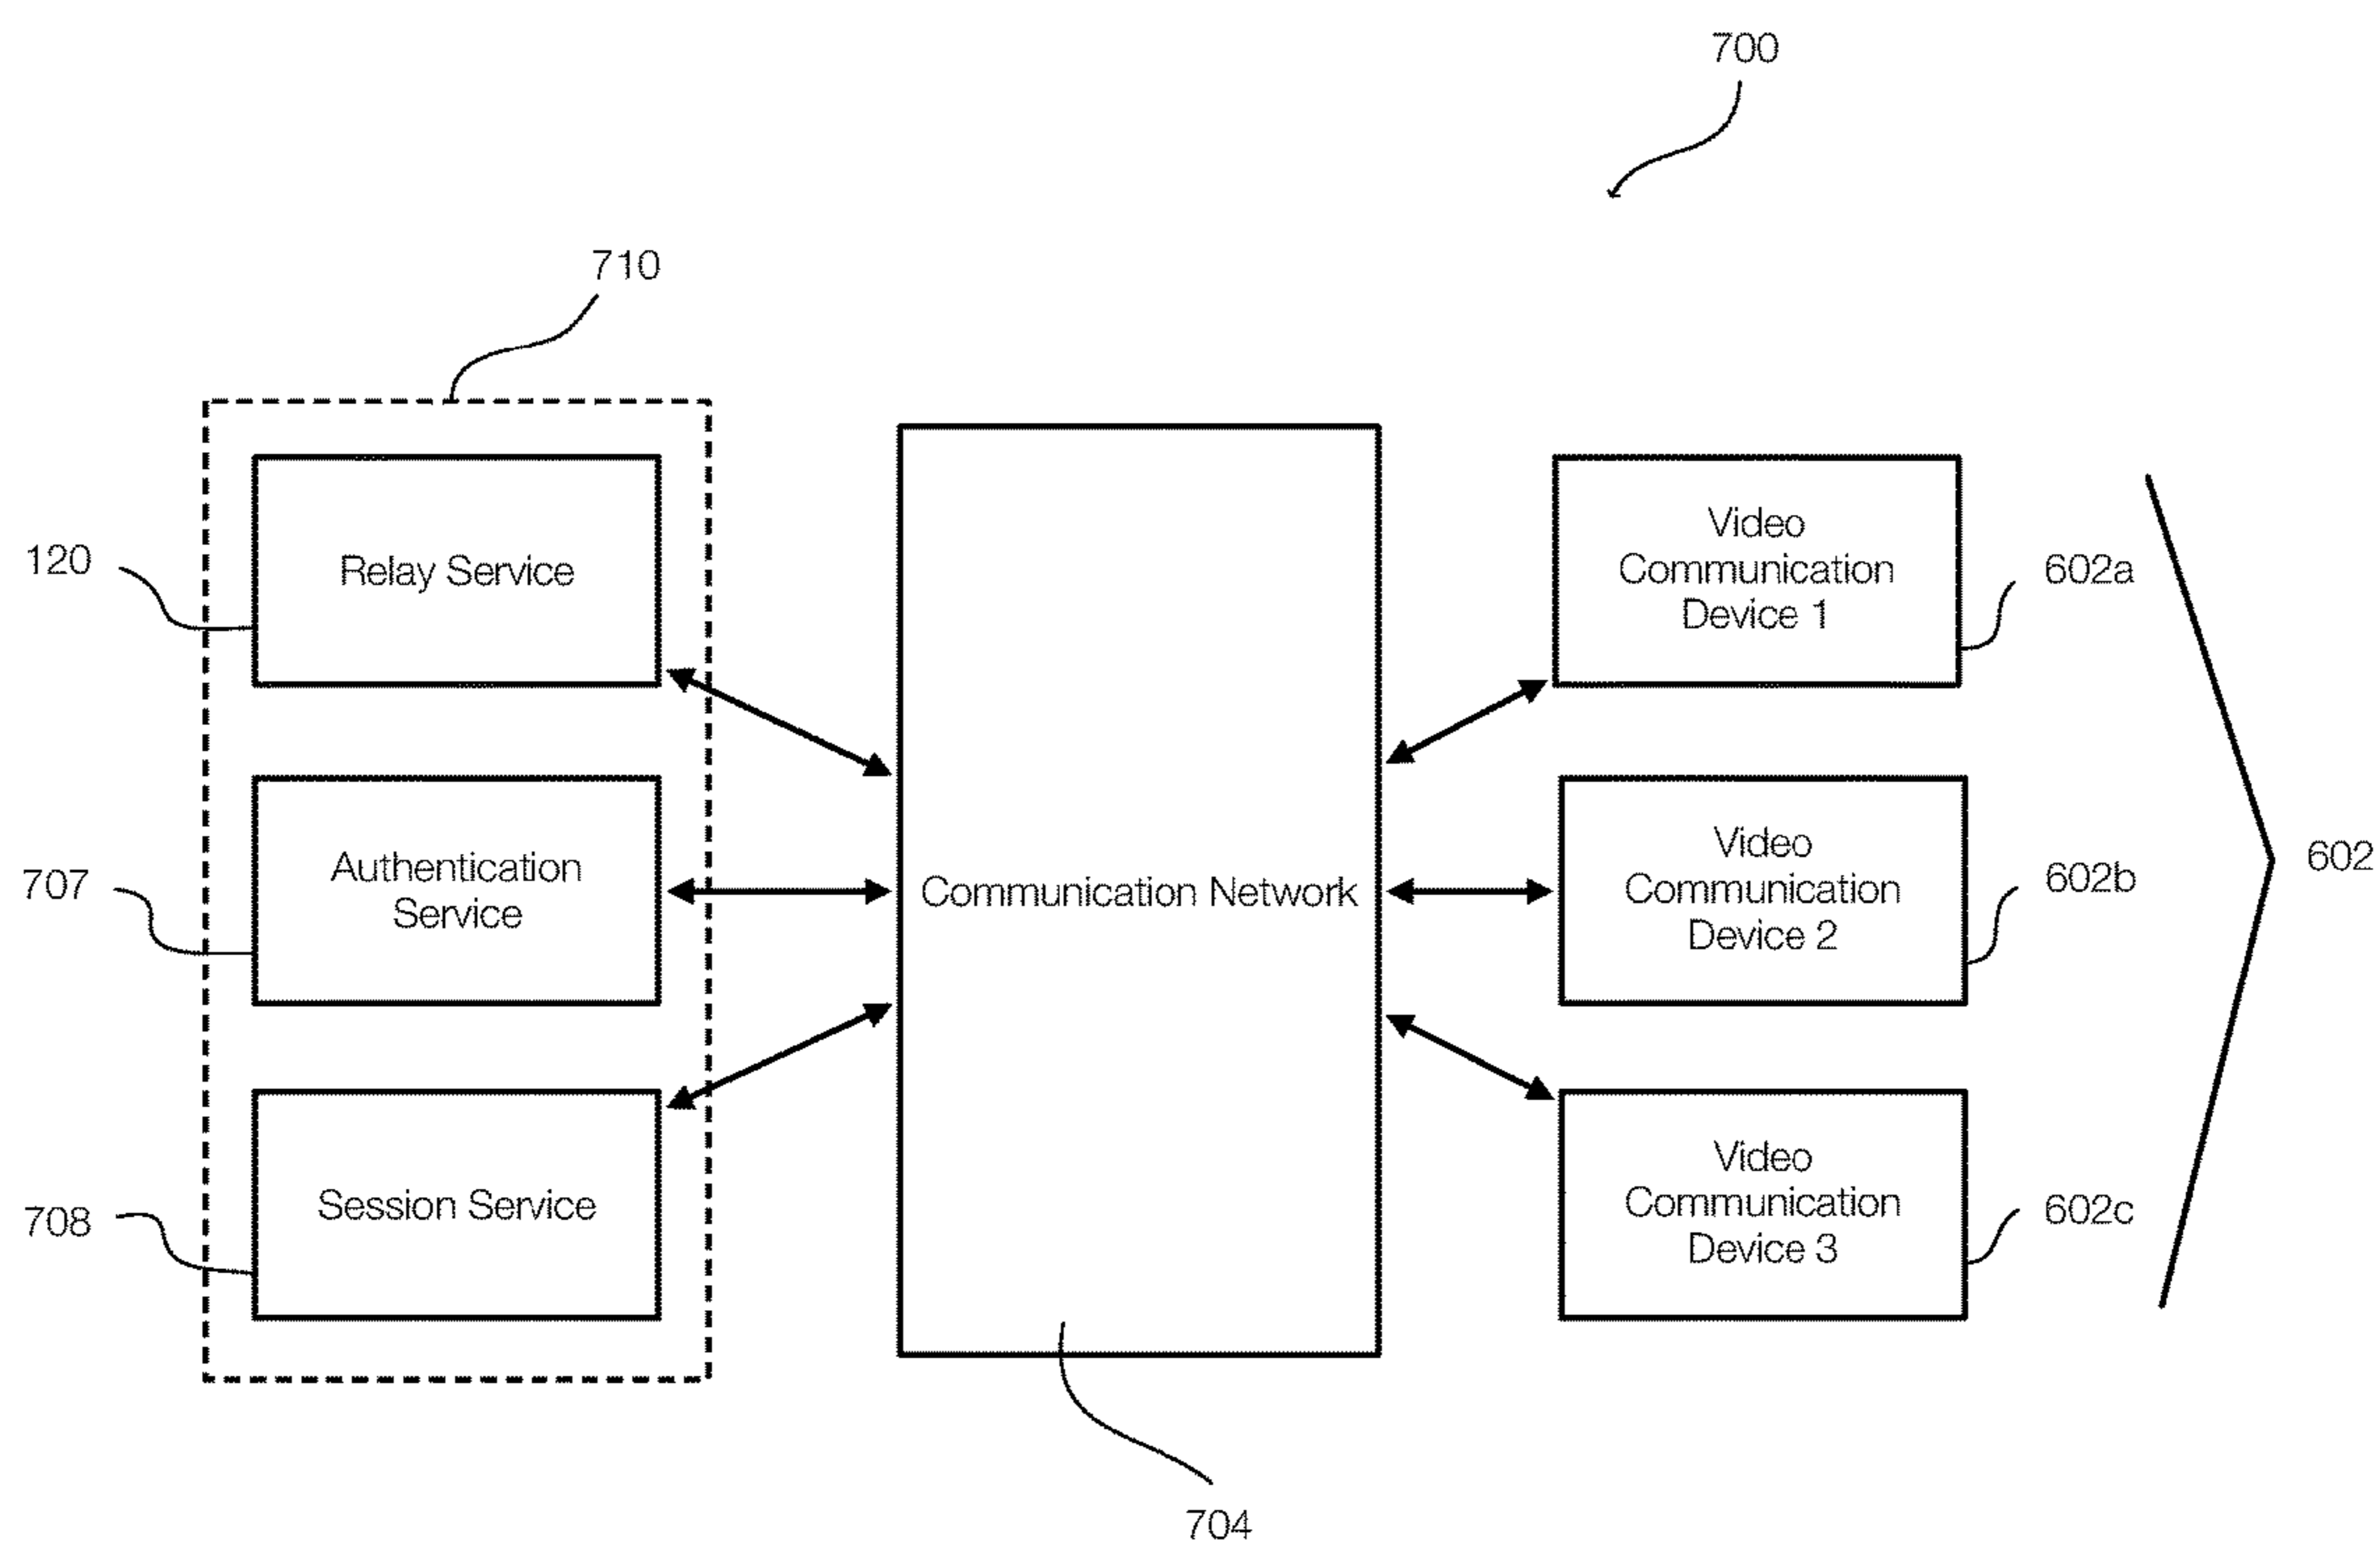 700
710
120
Relay Service
707
Authentication
Service
708
Session Service
Communication Network
704
Video
Communication
Device 1
602a
Video
Communication
Device 2
602b
Video
Communication
Device 3
602c
602